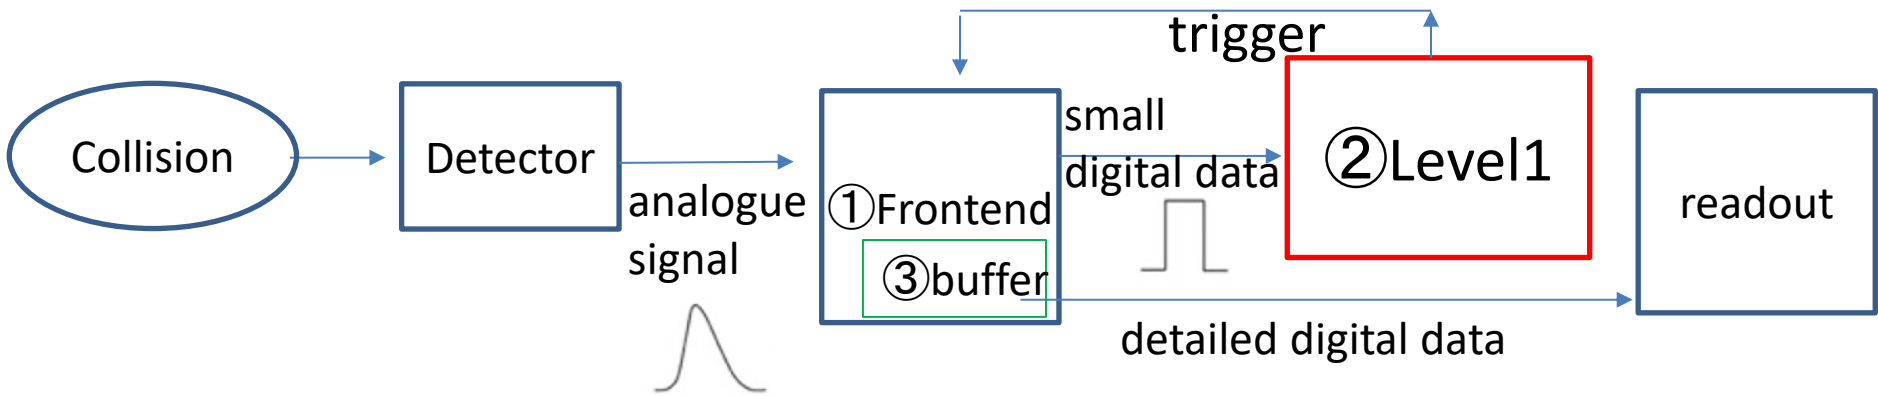 trigger
Collision
Detector
analogue
signal
①Frontend
③buffer
small
digital data
②Level1
readout
detailed digital data